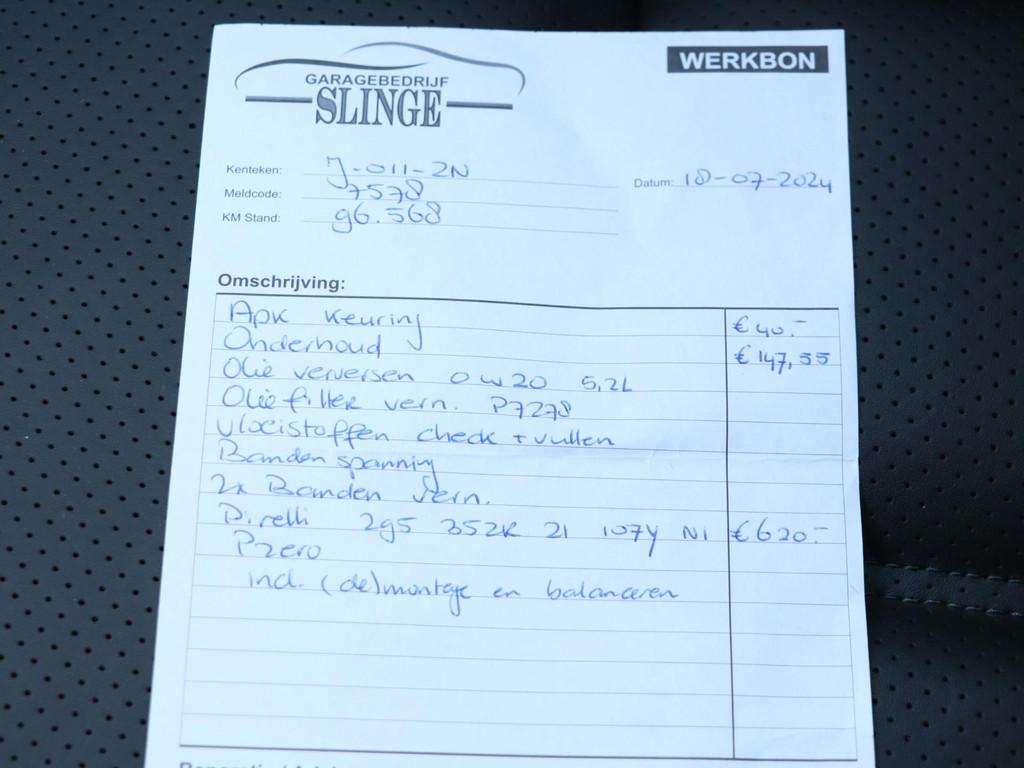 GARAGEBEDRIJF
SLINGE
WERKBON
Kenteken: J-011-ZN
Datum: 18-07-2024
Meldcode: 7578
KM Stand: 96.568
Omschrijving:
Apk Keuring €40.-
Onderhoud €147,55
Olie verversen 0w20 5,2L
Oliefilter vern. P7278
Vloeistoffen check + vullen
Banden spanning
2x Banden vern.
Pirelli 295 35ZR 21 107Y N1 €620.-
Pzero
incl. (de)montage en balanceren